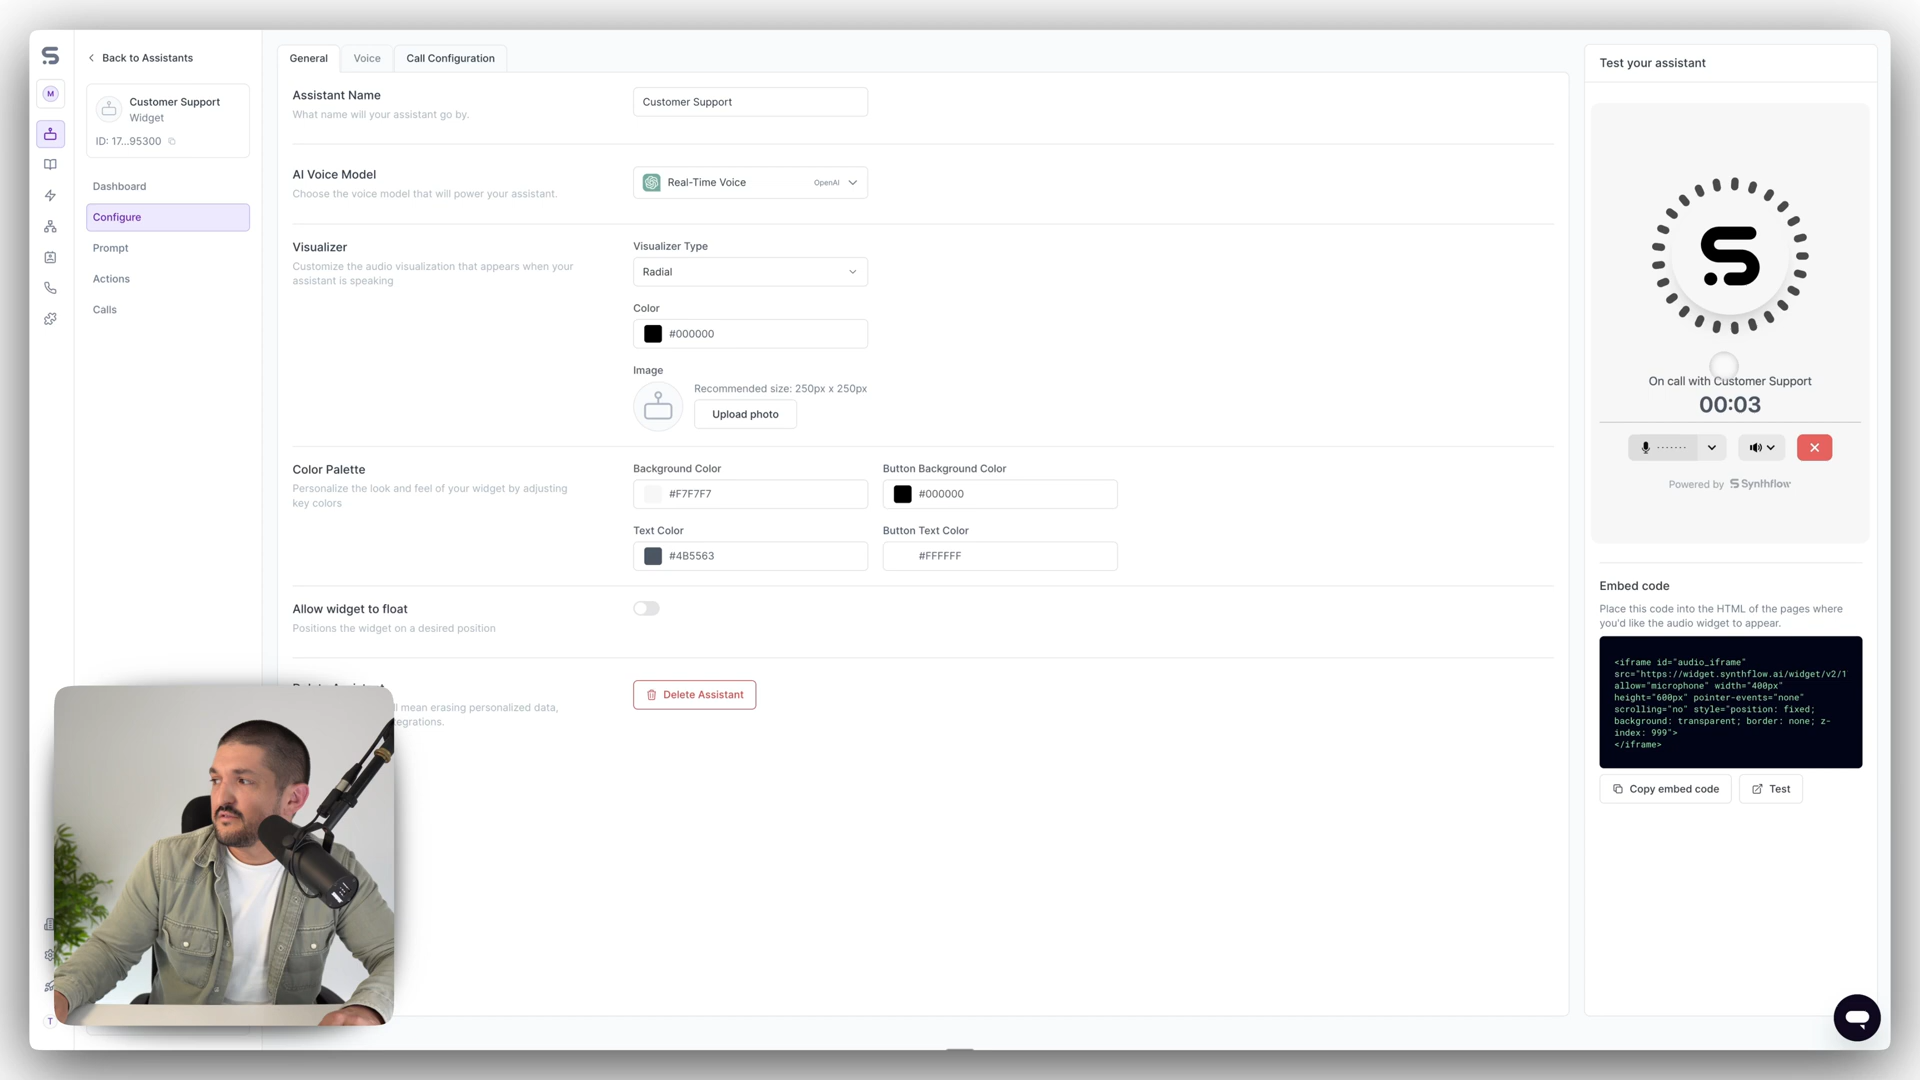 Back to Assistants
M
Customer Support
Widget
ID: 17...95300
Dashboard
Configure
Prompt
Actions
Calls
T
General
Voice
Call Configuration
Assistant Name
What name will your assistant go by.
Customer Support
AI Voice Model
Choose the voice model that will power your assistant.
Real-Time Voice
OpenAI
Visualizer
Customize the audio visualization that appears when your
assistant is speaking
Visualizer Type
Radial
Color
#000000
Image
Recommended size: 250px x 250px
Upload photo
Color Palette
Personalize the look and feel of your widget by adjusting
key colors
Background Color
#F7F7F7
Button Background Color
#000000
Text Color
#4B5563
Button Text Color
#FFFFFF
Allow widget to float
Positions the widget on a desired position
mean erasing personalized data,
Delete Assistant
Test your assistant
On call with Customer Support
00:03
Powered by Synthflow
Embed code
Place this code into the HTML of the pages where
you'd like the audio widget to appear.
<iframe id="audio_iframe"
src="https://widget.synthflow.ai/widget/v2/1
allow="microphone" width="400px"
height="600px" pointer-events="none"
scrolling="no" style="position: fixed;
background: transparent; border: none; z-
index: 999">
</iframe>
Copy embed code
Test